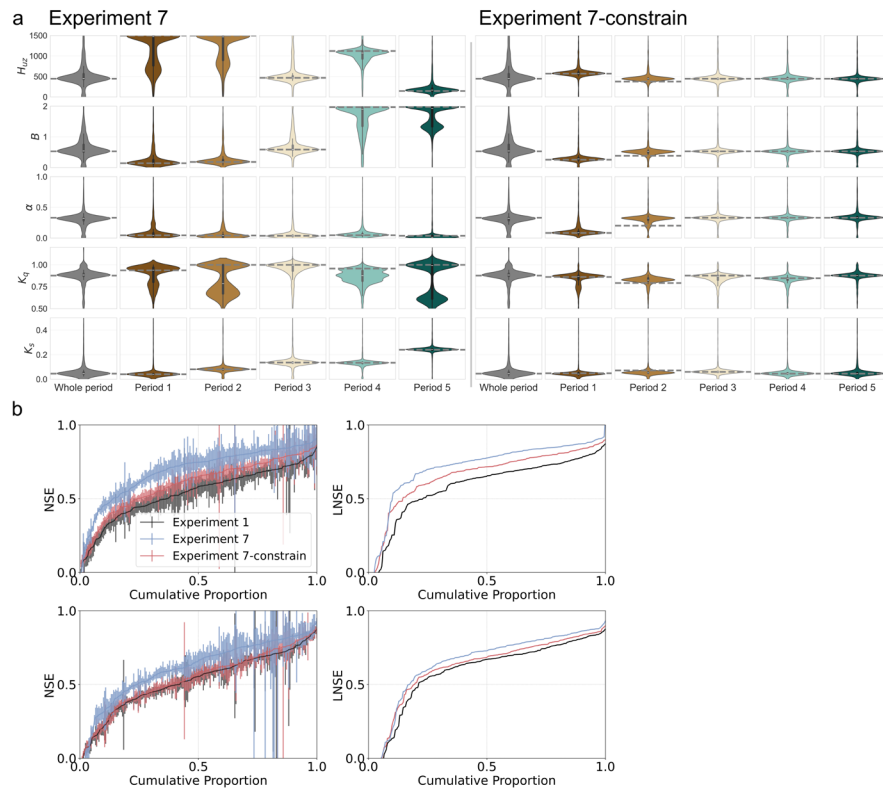 a Experiment 7 Experiment 7-constrain
H_uz
1500
1000
500
0
B
2
1
0
α
1.0
0.5
0.0
K_q
1.00
0.75
0.50
K_s
0.4
0.2
0.0
Whole period Period 1 Period 2 Period 3 Period 4 Period 5 Whole period Period 1 Period 2 Period 3 Period 4 Period 5
b
NSE
1.0
0.5
0.0
Experiment 1
Experiment 7
Experiment 7-constrain
0.0 0.5 1.0
Cumulative Proportion
LNSE
1.0
0.5
0.0
0.0 0.5 1.0
Cumulative Proportion
NSE
1.0
0.5
0.0
0.0 0.5 1.0
Cumulative Proportion
LNSE
1.0
0.5
0.0
0.0 0.5 1.0
Cumulative Proportion